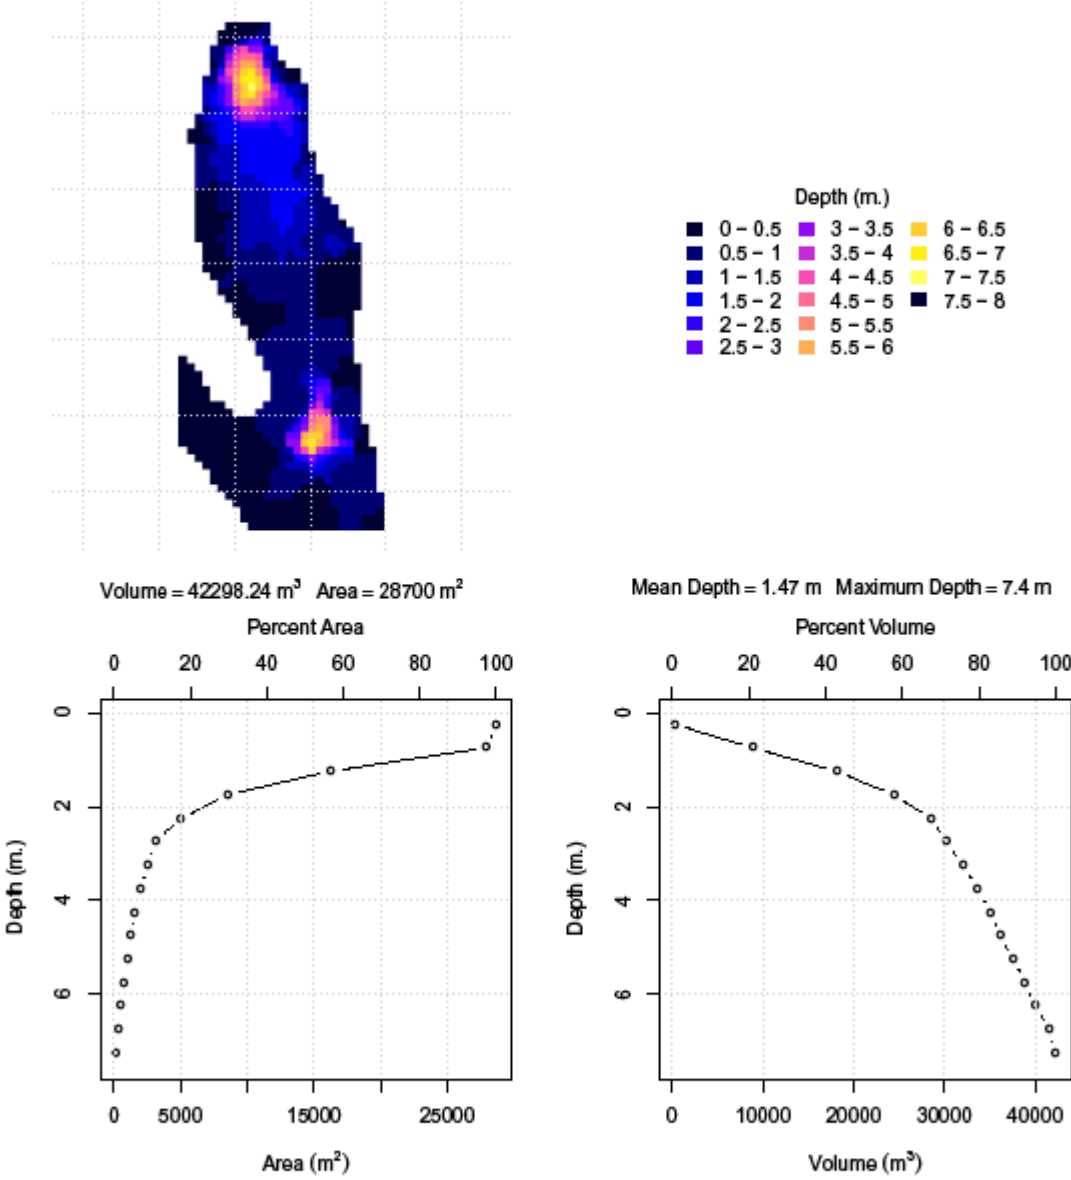 Depth (m.)
0 – 0.5 3 – 3.5 6 – 6.5
0.5 – 1 3.5 – 4 6.5 – 7
1 – 1.5 4 – 4.5 7 – 7.5
1.5 – 2 4.5 – 5 7.5 – 8
2 – 2.5 5 – 5.5
2.5 – 3 5.5 – 6
Volume = 42298.24 m³ Area = 28700 m²
Percent Area
0 20 40 60 80 100
0
2
4
6
Depth (m.)
0 5000 15000 25000
Area (m²)
Mean Depth = 1.47 m Maximum Depth = 7.4 m
Percent Volume
0 20 40 60 80 100
0
2
4
6
Depth (m.)
0 10000 20000 30000 40000
Volume (m³)